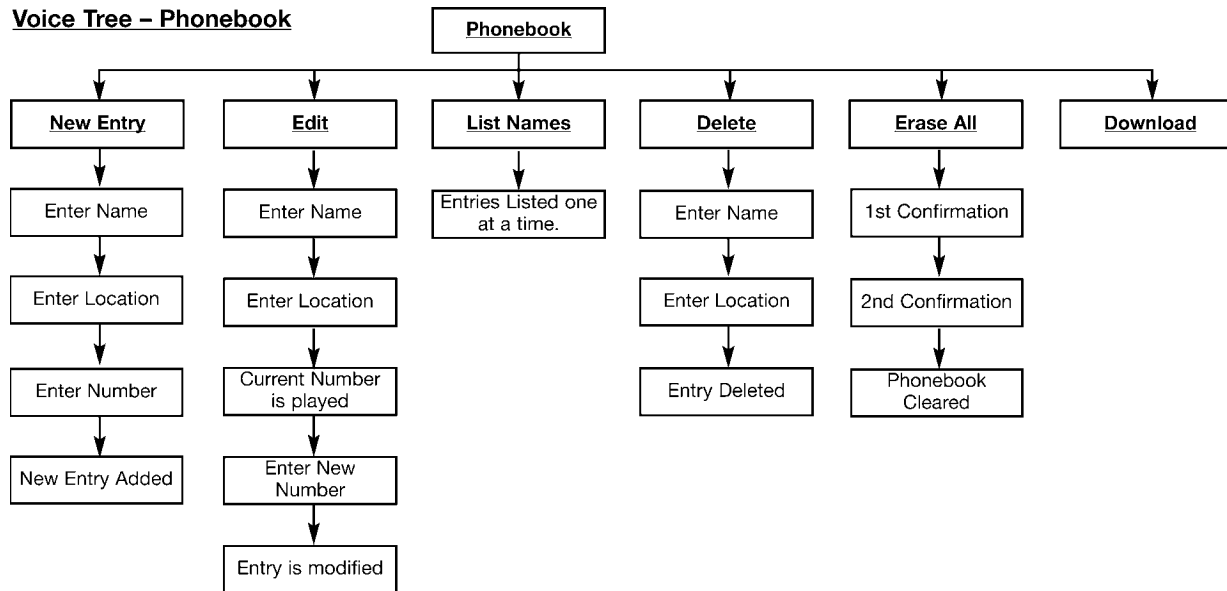 Voice Tree – Phonebook
Phonebook
New Entry
Edit
List Names
Delete
Erase All
Download
Enter Name
Enter Name
Entries Listed one
at a time.
Enter Name
1st Confirmation
Enter Location
Enter Location
Enter Location
2nd Confirmation
Enter Number
Current Number
is played
Entry Deleted
Phonebook
Cleared
New Entry Added
Enter New
Number
Entry is modified